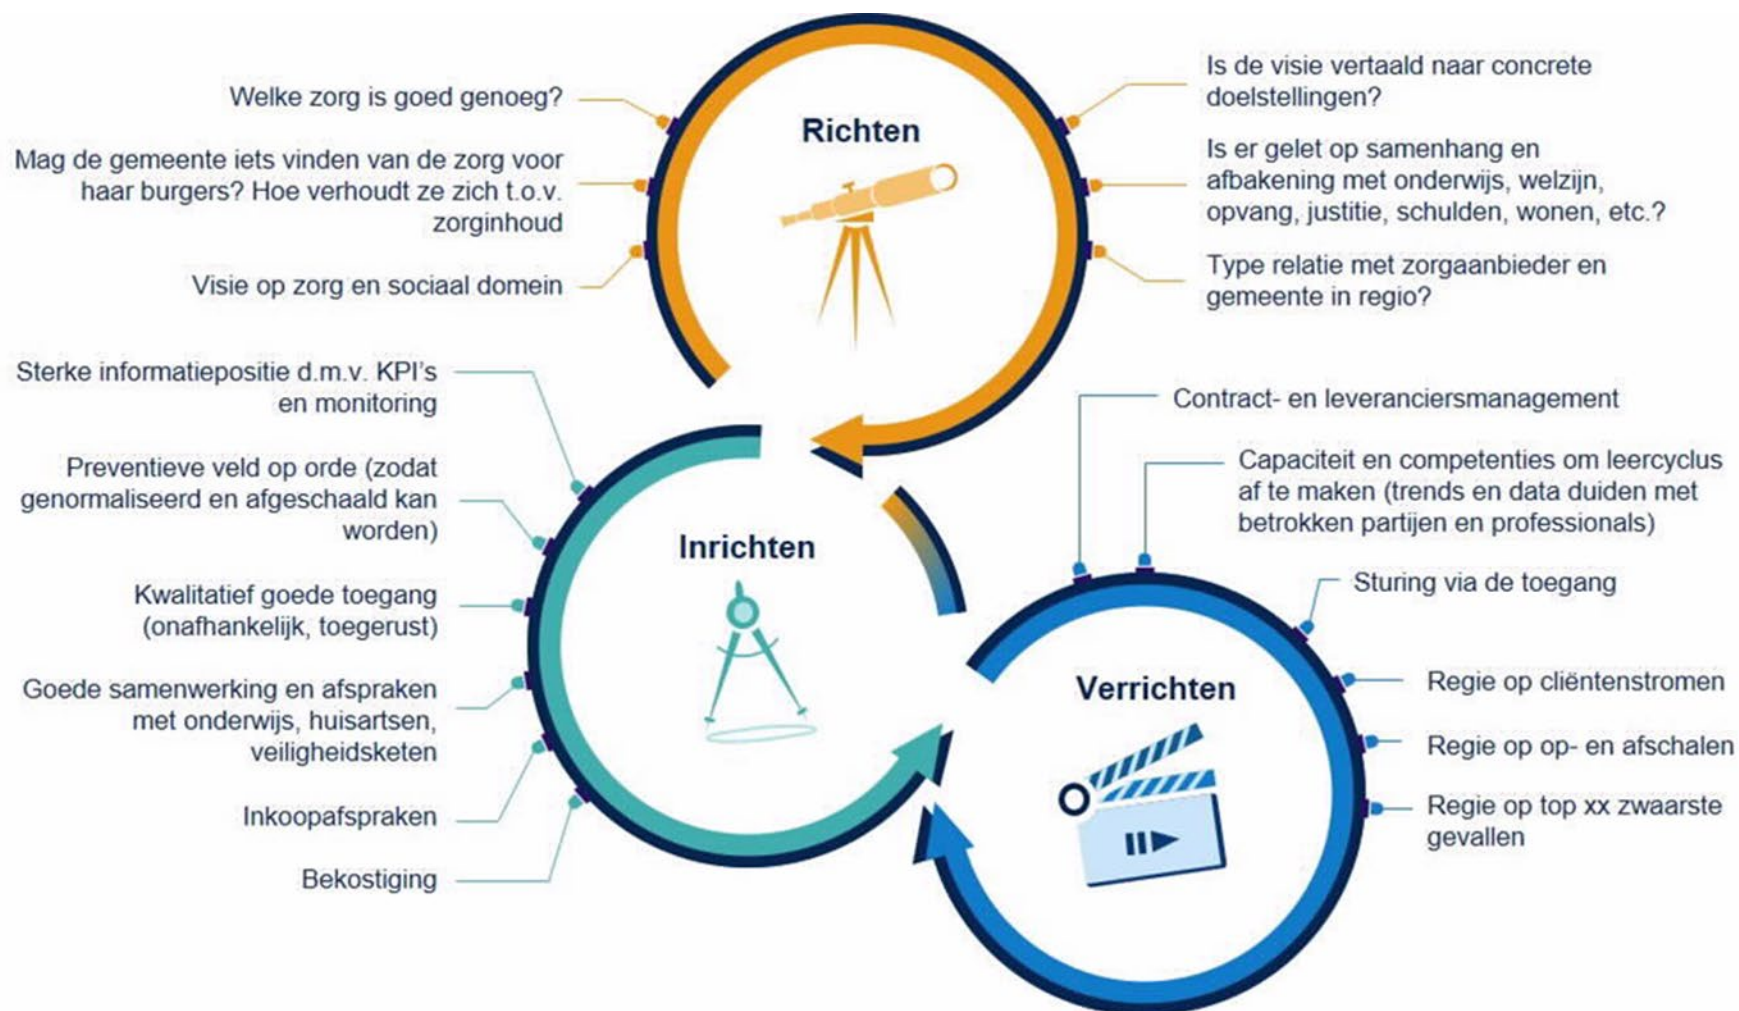 Richten
Welke zorg is goed genoeg?
Mag de gemeente iets vinden van de zorg voor
haar burgers? Hoe verhoudt ze zich t.o.v.
zorginhoud
Visie op zorg en sociaal domein
Is de visie vertaald naar concrete
doelstellingen?
Is er gelet op samenhang en
afbakening met onderwijs, welzijn,
opvang, justitie, schulden, wonen, etc.?
Type relatie met zorgaanbieder en
gemeente in regio?
Inrichten
Sterke informatiepositie d.m.v. KPI's
en monitoring
Preventieve veld op orde (zodat
genormaliseerd en afgeschaald kan
worden)
Kwalitatief goede toegang
(onafhankelijk, toegerust)
Goede samenwerking en afspraken
met onderwijs, huisartsen,
veiligheidsketen
Inkoopafspraken
Bekostiging
Verrichten
Contract- en leveranciersmanagement
Capaciteit en competenties om leercyclus
af te maken (trends en data duiden met
betrokken partijen en professionals)
Sturing via de toegang
Regie op cliëntenstromen
Regie op op- en afschalen
Regie op top xx zwaarste
gevallen